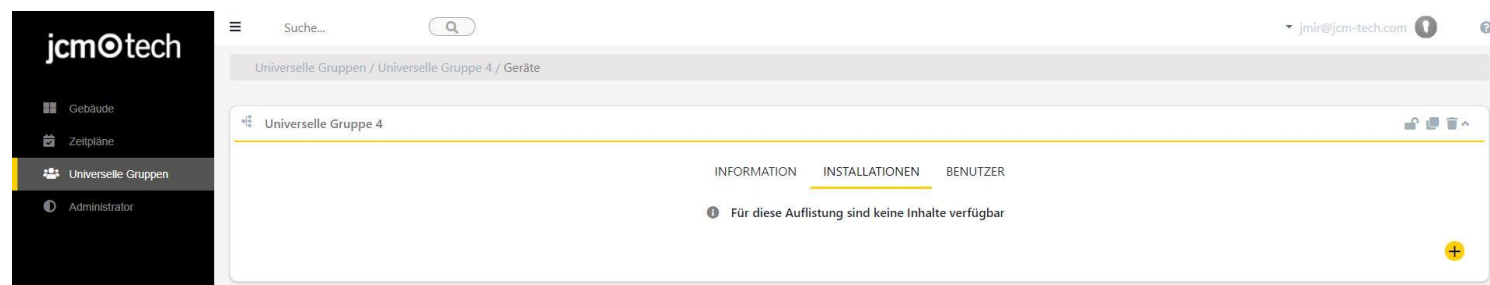 jcm tech
Suche...
jmir@jcm-tech.com
Universelle Gruppen / Universelle Gruppe 4 / Geräte
Gebäude
Zeitpläne
Universelle Gruppen
Administrator
Universelle Gruppe 4
INFORMATION INSTALLATIONEN BENUTZER
Für diese Auflistung sind keine Inhalte verfügbar